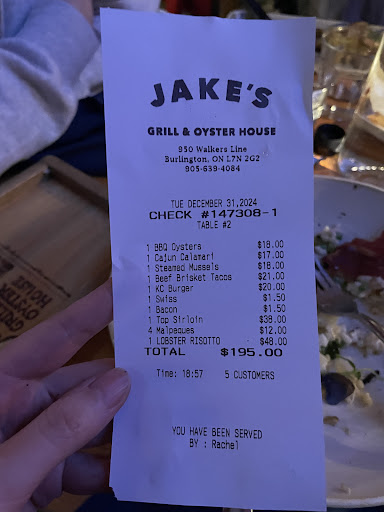 JAKE'S
GRILL & OYSTER HOUSE
950 Walkers Line
Burlington, ON L7N 2G2
905-639-4084
TUE DECEMBER 31,2024
CHECK #147308-1
TABLE #2
1 BBQ Oysters $18.00
1 Cajun Calamari $17.00
1 Steamed Mussels $18.00
1 Beef Brisket Tacos $21.00
1 KC Burger $20.00
1 Swiss $1.50
1 Bacon $1.50
1 Top Sirloin $38.00
4 Malpeques $12.00
1 LOBSTER RISOTTO $48.00
TOTAL $195.00
Time: 18:57 5 CUSTOMERS
YOU HAVE BEEN SERVED
BY : Rachel
GRILL
OYSTER
HOUSE